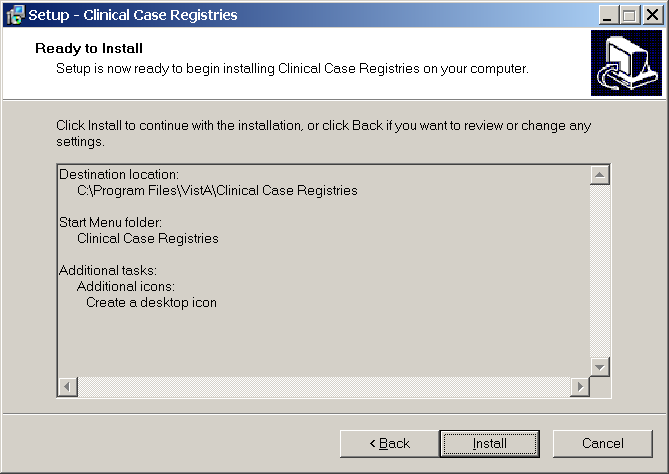 Setup - Clinical Case Registries
Ready to Install
Setup is now ready to begin installing Clinical Case Registries on your computer.
Click Install to continue with the installation, or click Back if you want to review or change any
settings.
Destination location:
C:\Program Files\VistA\Clinical Case Registries
Start Menu folder:
Clinical Case Registries
Additional tasks:
Additional icons:
Create a desktop icon
< Back
Install
Cancel